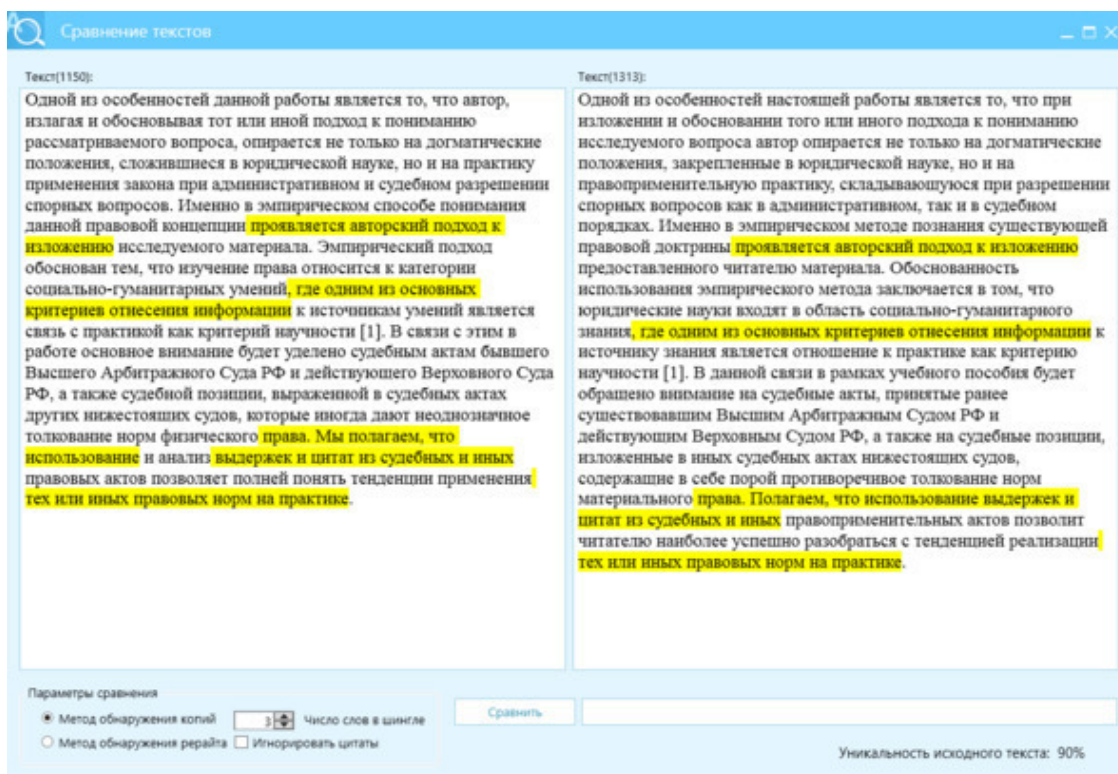 Сравнение текстов
Текст(1150):
Одной из особенностей данной работы является то, что автор,
излагая и обосновывая тот или иной подход к пониманию
рассматриваемого вопроса, опирается не только на догматические
положения, сложившиеся в юридической науке, но и на практику
применения закона при административном и судебном разрешении
спорных вопросов. Именно в эмпирическом способе понимания
данной правовой концепции проявляется авторский подход к
изложению исследуемого материала. Эмпирический подход
обоснован тем, что изучение права относится к категории
социально-гуманитарных умений, где одним из основных
критериев отнесения информации к источникам умений является
связь с практикой как критерий научности [1]. В связи с этим в
работе основное внимание будет уделено судебным актам бывшего
Высшего Арбитражного Суда РФ и действующего Верховного Суда
РФ, а также судебной позиции, выраженной в судебных актах
других нижестоящих судов, которые иногда дают неоднозначное
толкование норм физического права. Мы полагаем, что
использование и анализ выдержек и цитат из судебных и иных
правовых актов позволяет полней понять тенденции применения
тех или иных правовых норм на практике.
Текст(1313):
Одной из особенностей настоящей работы является то, что при
изложении и обосновании того или иного подхода к пониманию
исследуемого вопроса автор опирается не только на догматические
положения, закрепленные в юридической науке, но и на
правоприменительную практику, складывающуюся при разрешении
спорных вопросов как в административном, так и в судебном
порядках. Именно в эмпирическом методе познания существующей
правовой доктрины проявляется авторский подход к изложению
предоставленного читателю материала. Обоснованность
использования эмпирического метода заключается в том, что
юридические науки входят в область социально-гуманитарного
знания, где одним из основных критериев отнесения информации к
источнику знания является отношение к практике как критерию
научности [1]. В данной связи в рамках учебного пособия будет
обращено внимание на судебные акты, принятые ранее
существовавшим Высшим Арбитражным Судом РФ и
действующим Верховным Судом РФ, а также на судебные позиции,
изложенные в иных судебных актах нижестоящих судов,
содержащие в себе порой противоречивое толкование норм
материального права. Полагаем, что использование выдержек и
цитат из судебных и иных правоприменительных актов позволит
читателю наиболее успешно разобраться с тенденцией реализации
тех или иных правовых норм на практике.
Параметры сравнения
Метод обнаружения копий 3 Число слов в шингле
Метод обнаружения рерайта Игнорировать цитаты
Сравнить
Уникальность исходного текста: 90%